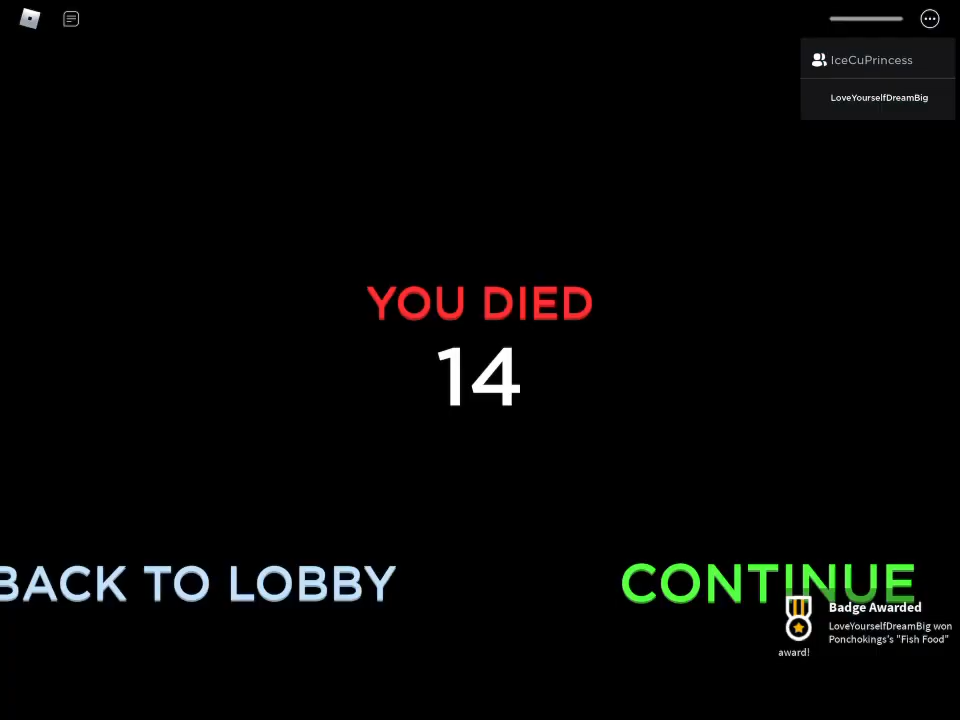 IceCuPrincess
LoveYourselfDreamBig
YOU DIED
14
BACK TO LOBBY
CONTINUE
Badge Awarded
LoveYourselfDreamBig won
Ponchokings's "Fish Food"
award!